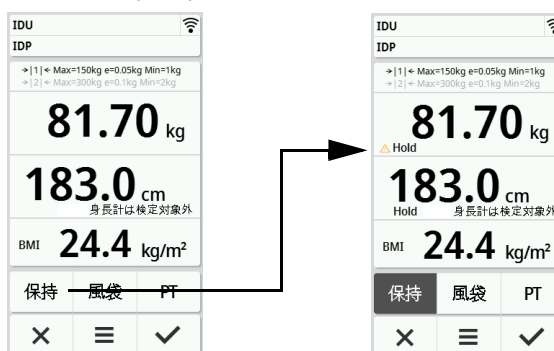 IDU
IDP
→|1|← Max=150kg e=0.05kg Min=1kg
→|2|← Max=300kg e=0.1kg Min=2kg
81.70 kg
183.0 cm
身長計は検定対象外
BMI 24.4 kg/m²
保持 風袋 PT
IDU
IDP
→|1|← Max=150kg e=0.05kg Min=1kg
→|2|← Max=300kg e=0.1kg Min=2kg
81.70 kg
Hold
183.0 cm
Hold 身長計は検定対象外
BMI 24.4 kg/m²
保持 風袋 PT